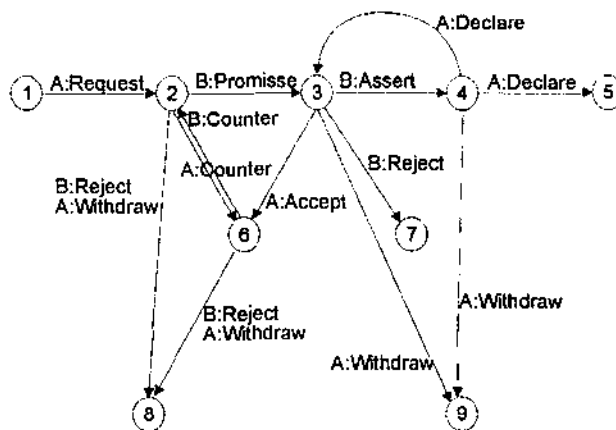 A:Declare
1 A:Request 2 B:Promisse 3 B:Assert 4 A:Declare 5
B:Counter
A:Counter
B:Reject
B:Reject
A:Withdraw
A:Accept
6
7
B:Reject
A:Withdraw
A:Withdraw
A:Withdraw
8
9